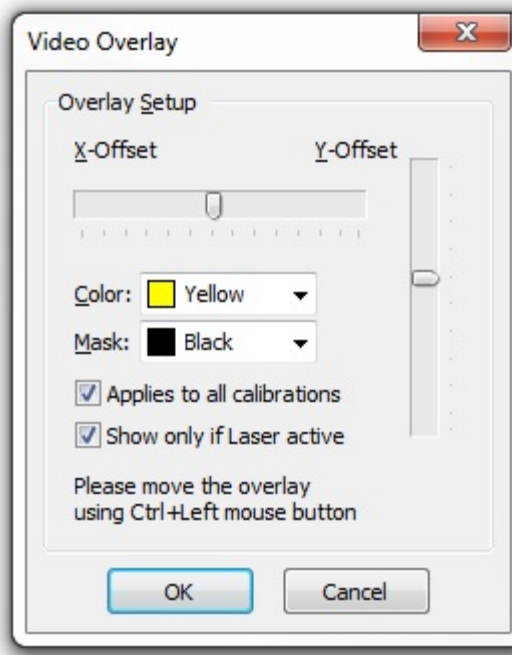 Video Overlay
Overlay Setup
X-Offset
Y-Offset
Color: Yellow
Mask: Black
Applies to all calibrations
Show only if Laser active
Please move the overlay
using Ctrl+Left mouse button
OK
Cancel